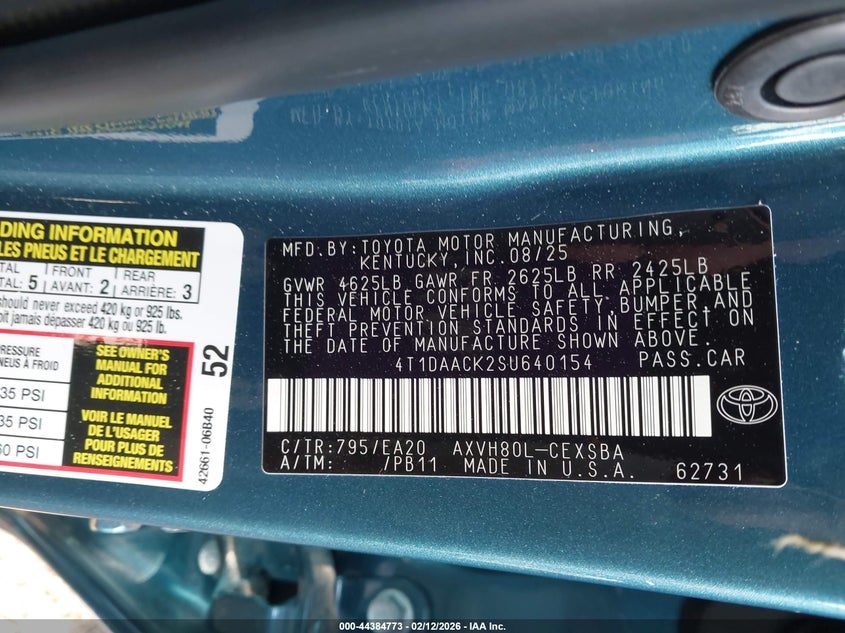 DING INFORMATION
LES PNEUS ET LE CHARGEMENT
TAL FRONT REAR
TAL: 5 AVANT: 2 ARRIÈRE: 3
should never exceed 420 kg or 925 lbs.
oit jamais dépasser 420 kg ou 925 lb.
PRESSURE
PNEUS À FROID
35 PSI
35 PSI
60 PSI
SEE OWNER'S
MANUAL FOR
ADDITIONAL
INFORMATION
VOIR LE MANUEL
DE L'USAGER
POUR PLUS DE
RENSEIGNEMENTS
52
42661-06B40
MFD.BY:TOYOTA MOTOR MANUFACTURING,
KENTUCKY,INC.08/25
GVWR 4625LB GAWR FR 2625LB RR 2425LB
THIS VEHICLE CONFORMS TO ALL APPLICABLE
FEDERAL MOTOR VEHICLE SAFETY,BUMPER,AND
THEFT PREVENTION STANDARDS IN EFFECT ON
THE DATE OF MANUFACTURE SHOWN ABOVE.
4T1DAACK2SU640154 PASS.CAR
C/TR:795/EA20 AXVH80L-CEXSBA
A/TM: /PB11 MADE IN U.S.A. 62731
000-44384773 - 02/12/2026 - IAA Inc.